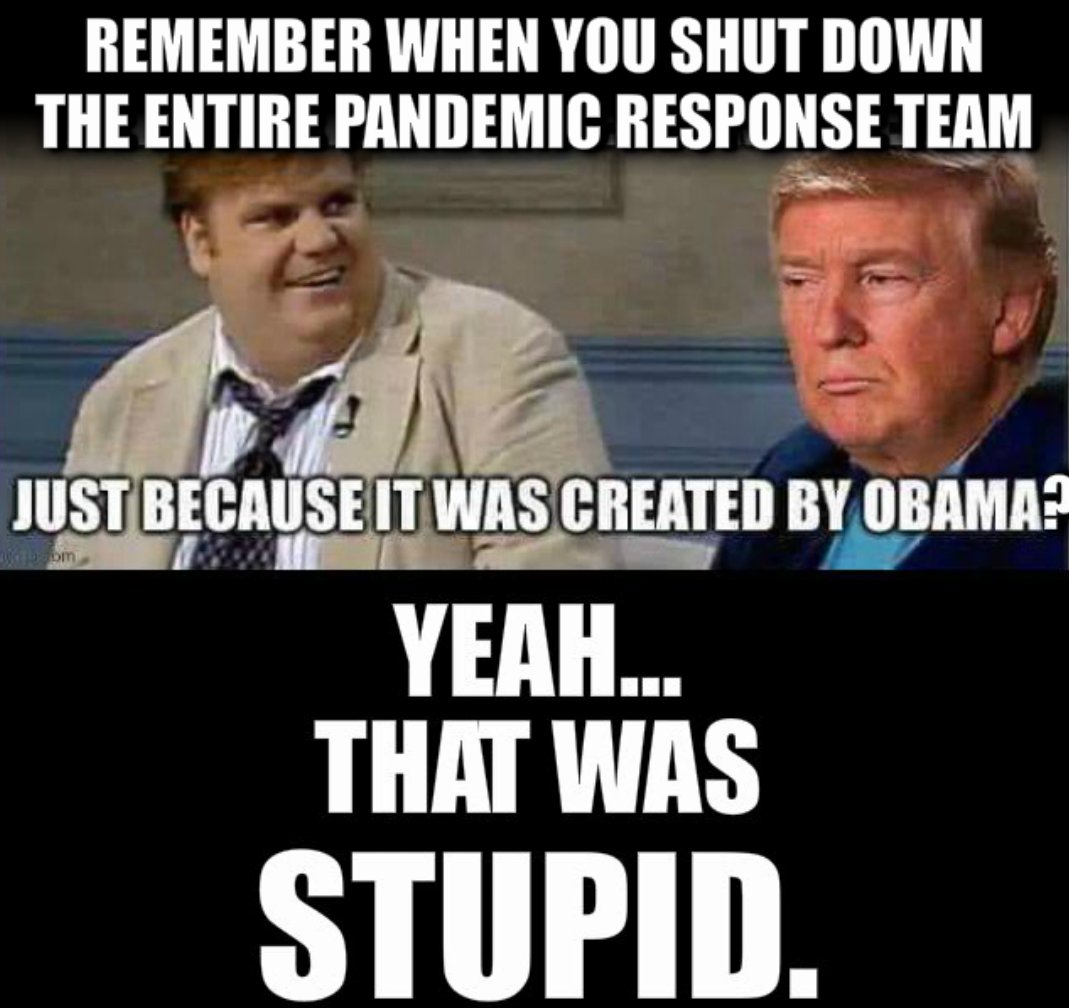 REMEMBER WHEN YOU SHUT DOWN
THE ENTIRE PANDEMIC RESPONSE TEAM
JUST BECAUSE IT WAS CREATED BY OBAMA?
YEAH...
THAT WAS
STUPID.